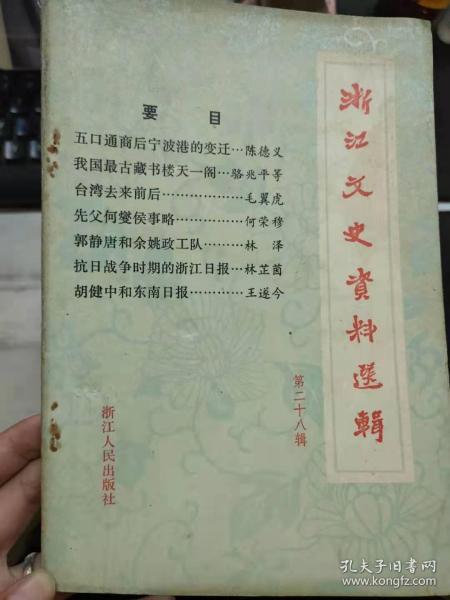 浙江文史資料選輯
第二十八辑
要 目
五口通商后宁波港的变迁…陈德义
我国最古藏书楼天一阁…骆兆平等
台湾去来前后………………毛翼虎
先父何燮侯事略……………何荣穆
郭静唐和余姚政工队………林 泽
抗日战争时期的浙江日报…林芷茵
胡健中和东南日报…………王遂今
浙江人民出版社
孔夫子旧书网
www.kongfz.com